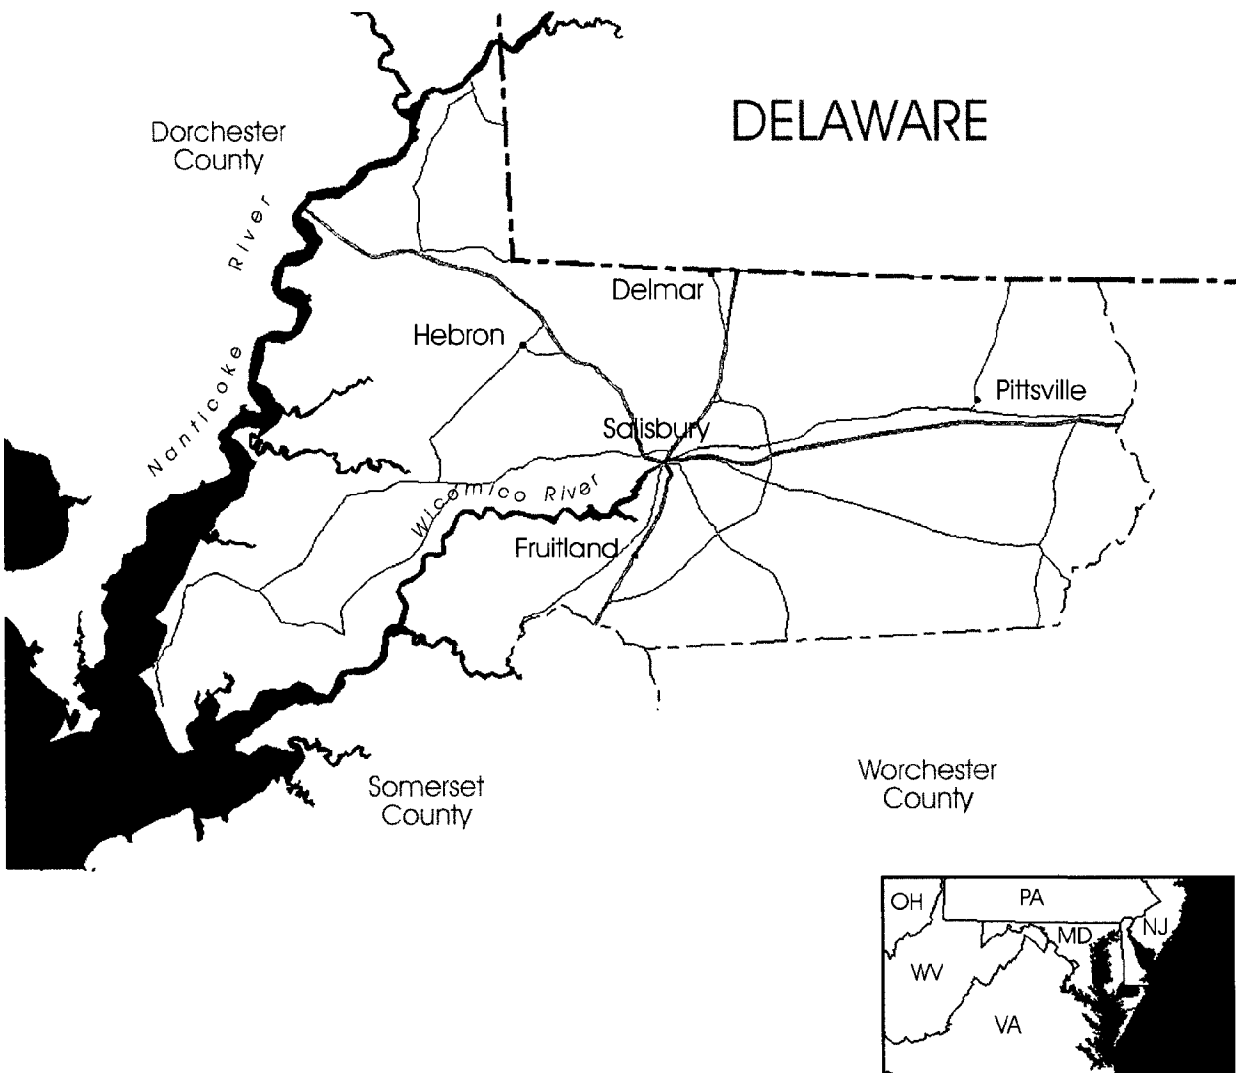 DELAWARE
Dorchester
County
Nanticoke River
Delmar
Hebron
Pittsville
Salisbury
Wicomico River
Fruitland
Somerset
County
Worchester
County
OH
PA
MD
NJ
WV
VA